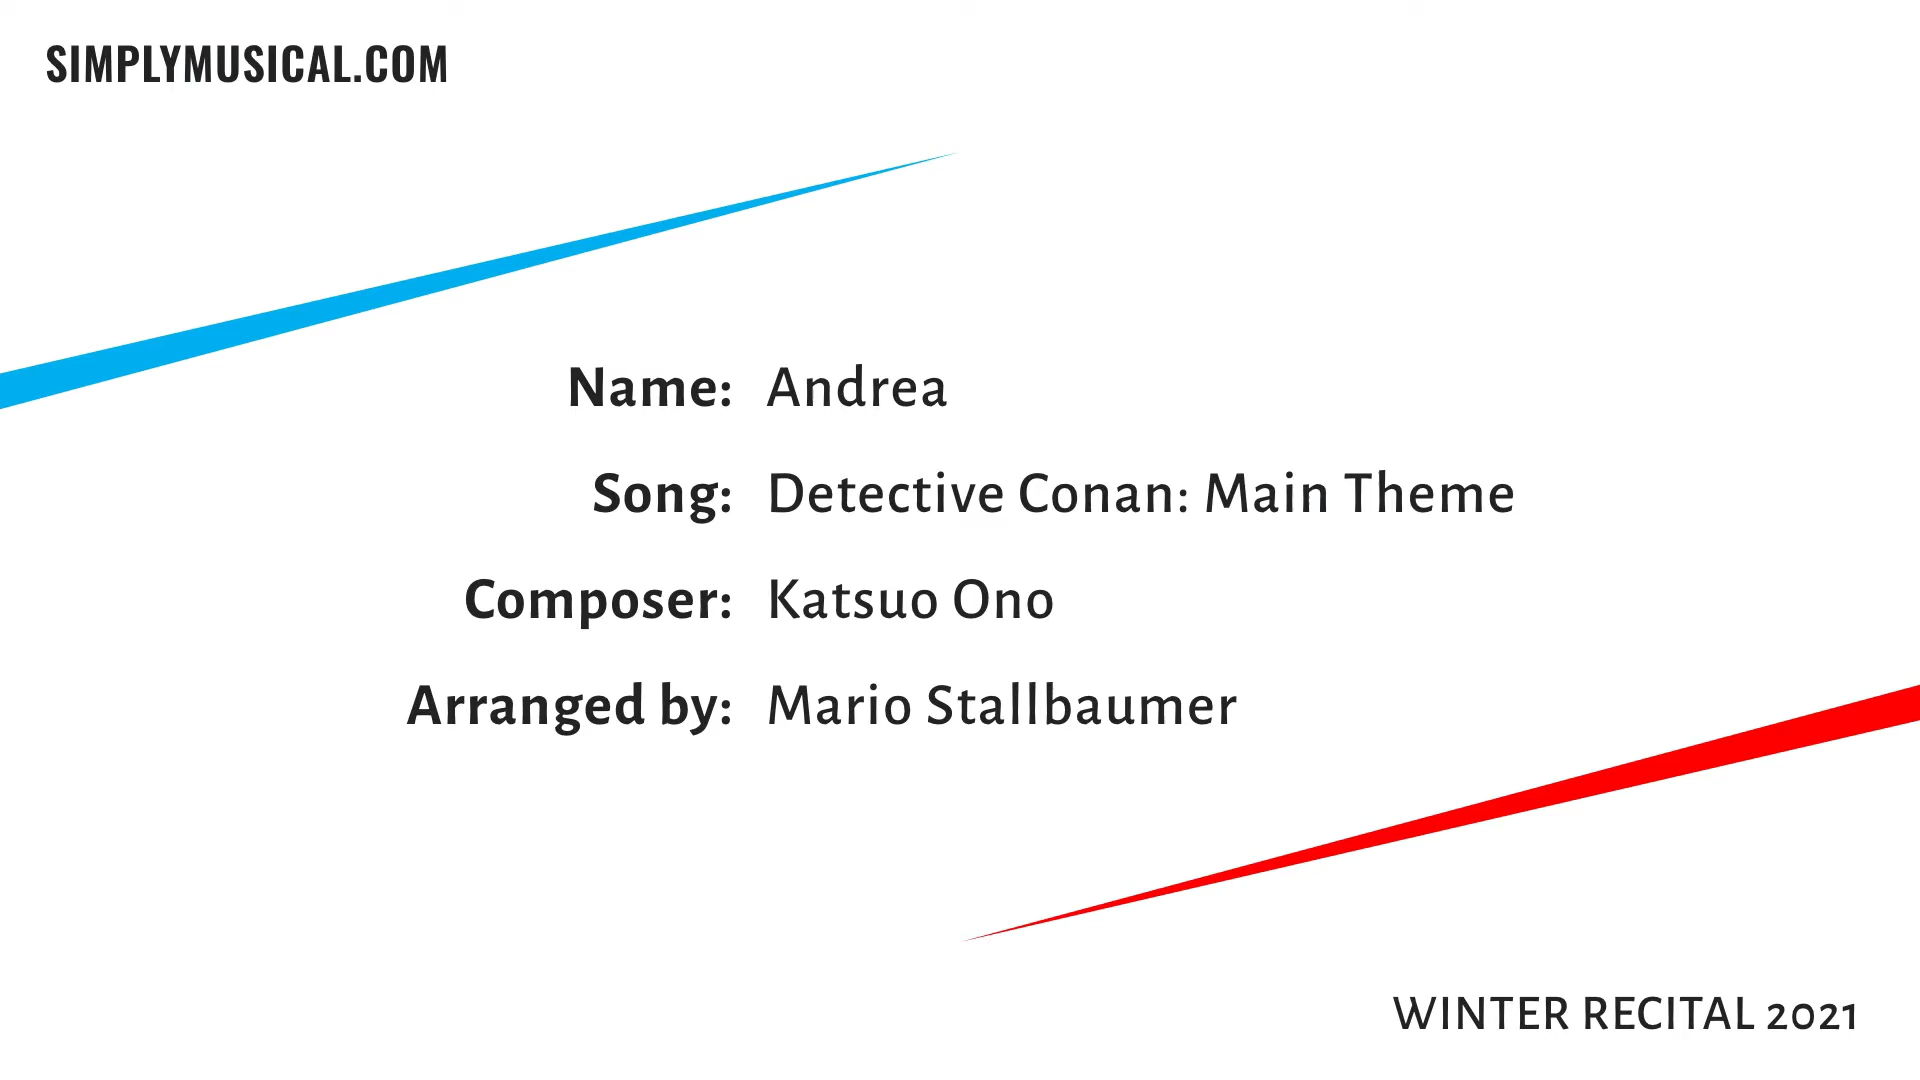 SIMPLYMUSICAL.COM
Name: Andrea
Song: Detective Conan: Main Theme
Composer: Katsuo Ono
Arranged by: Mario Stallbaumer
WINTER RECITAL 2021